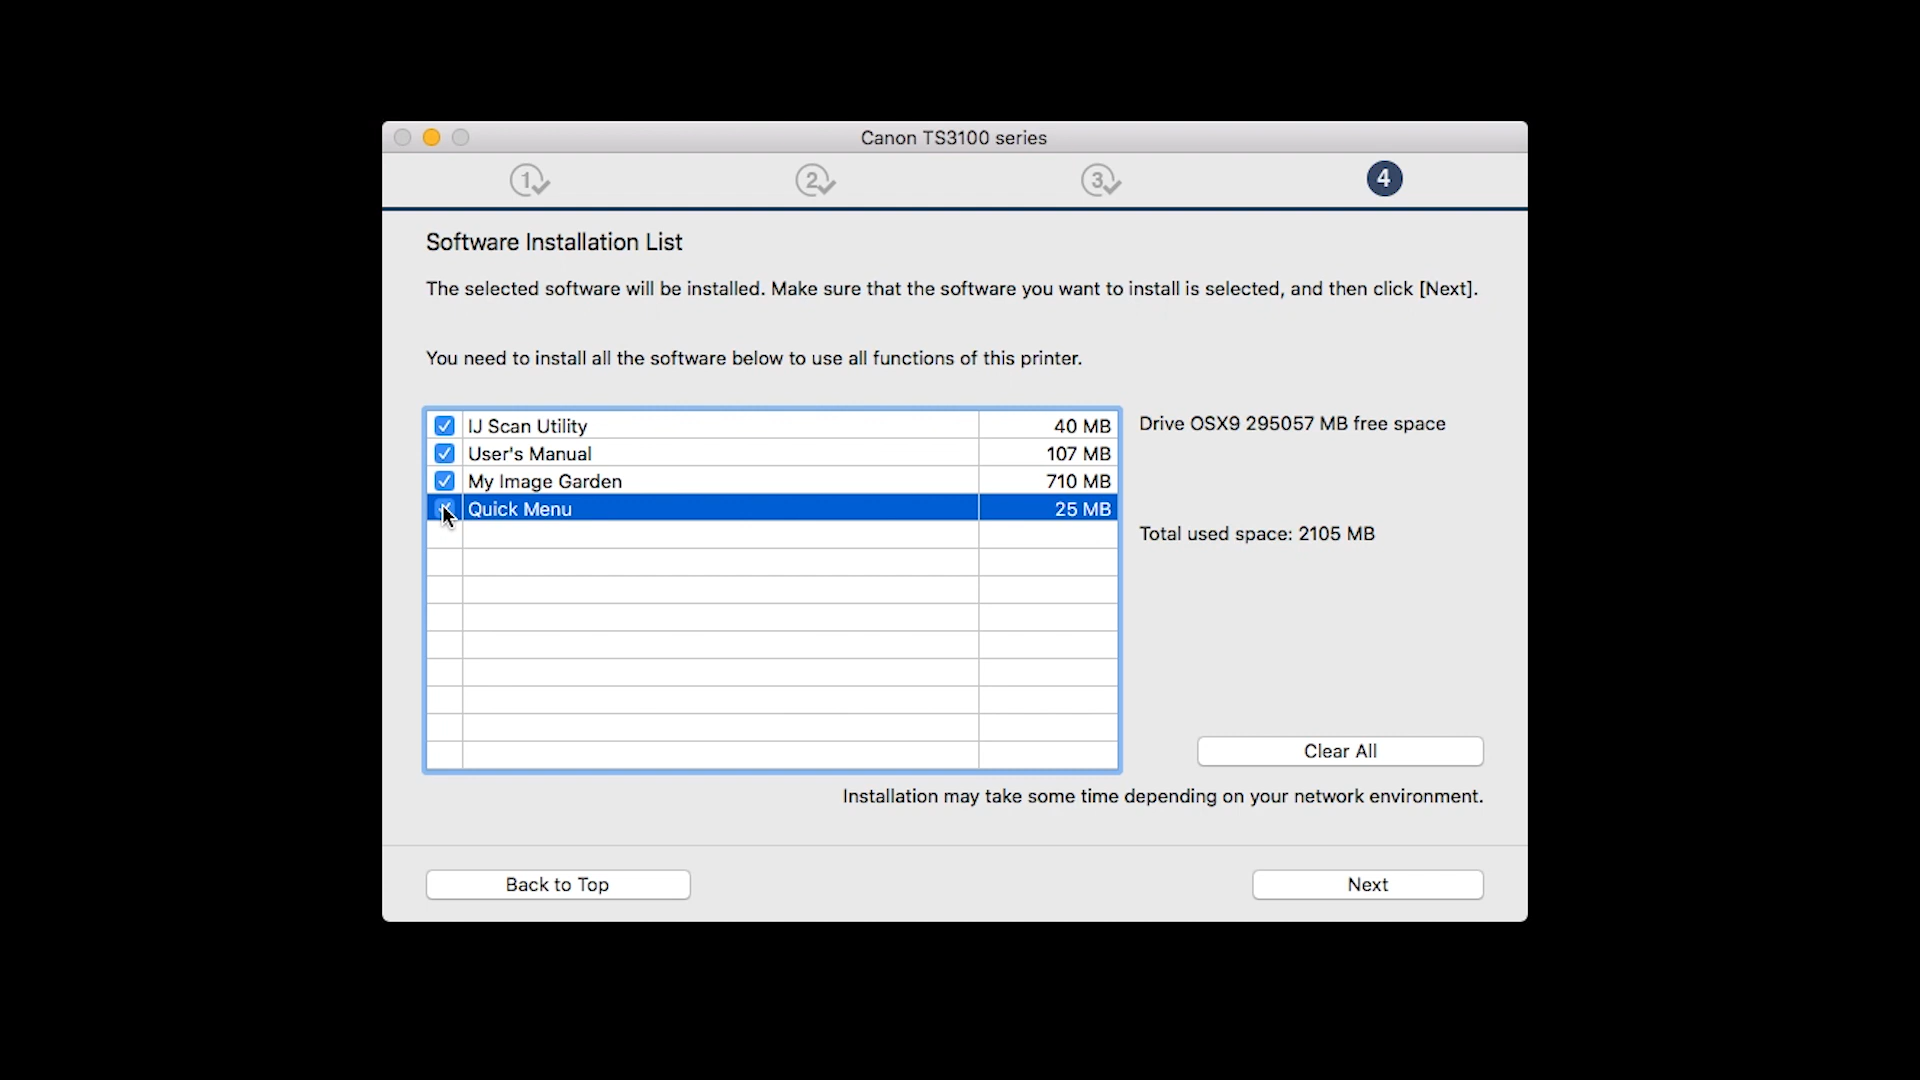 Canon TS3100 series
1 2 3 4
Software Installation List
The selected software will be installed. Make sure that the software you want to install is selected, and then click [Next].
You need to install all the software below to use all functions of this printer.
IJ Scan Utility 40 MB
User's Manual 107 MB
My Image Garden 710 MB
Quick Menu 25 MB
Drive OSX9 295057 MB free space
Total used space: 2105 MB
Clear All
Installation may take some time depending on your network environment.
Back to Top Next